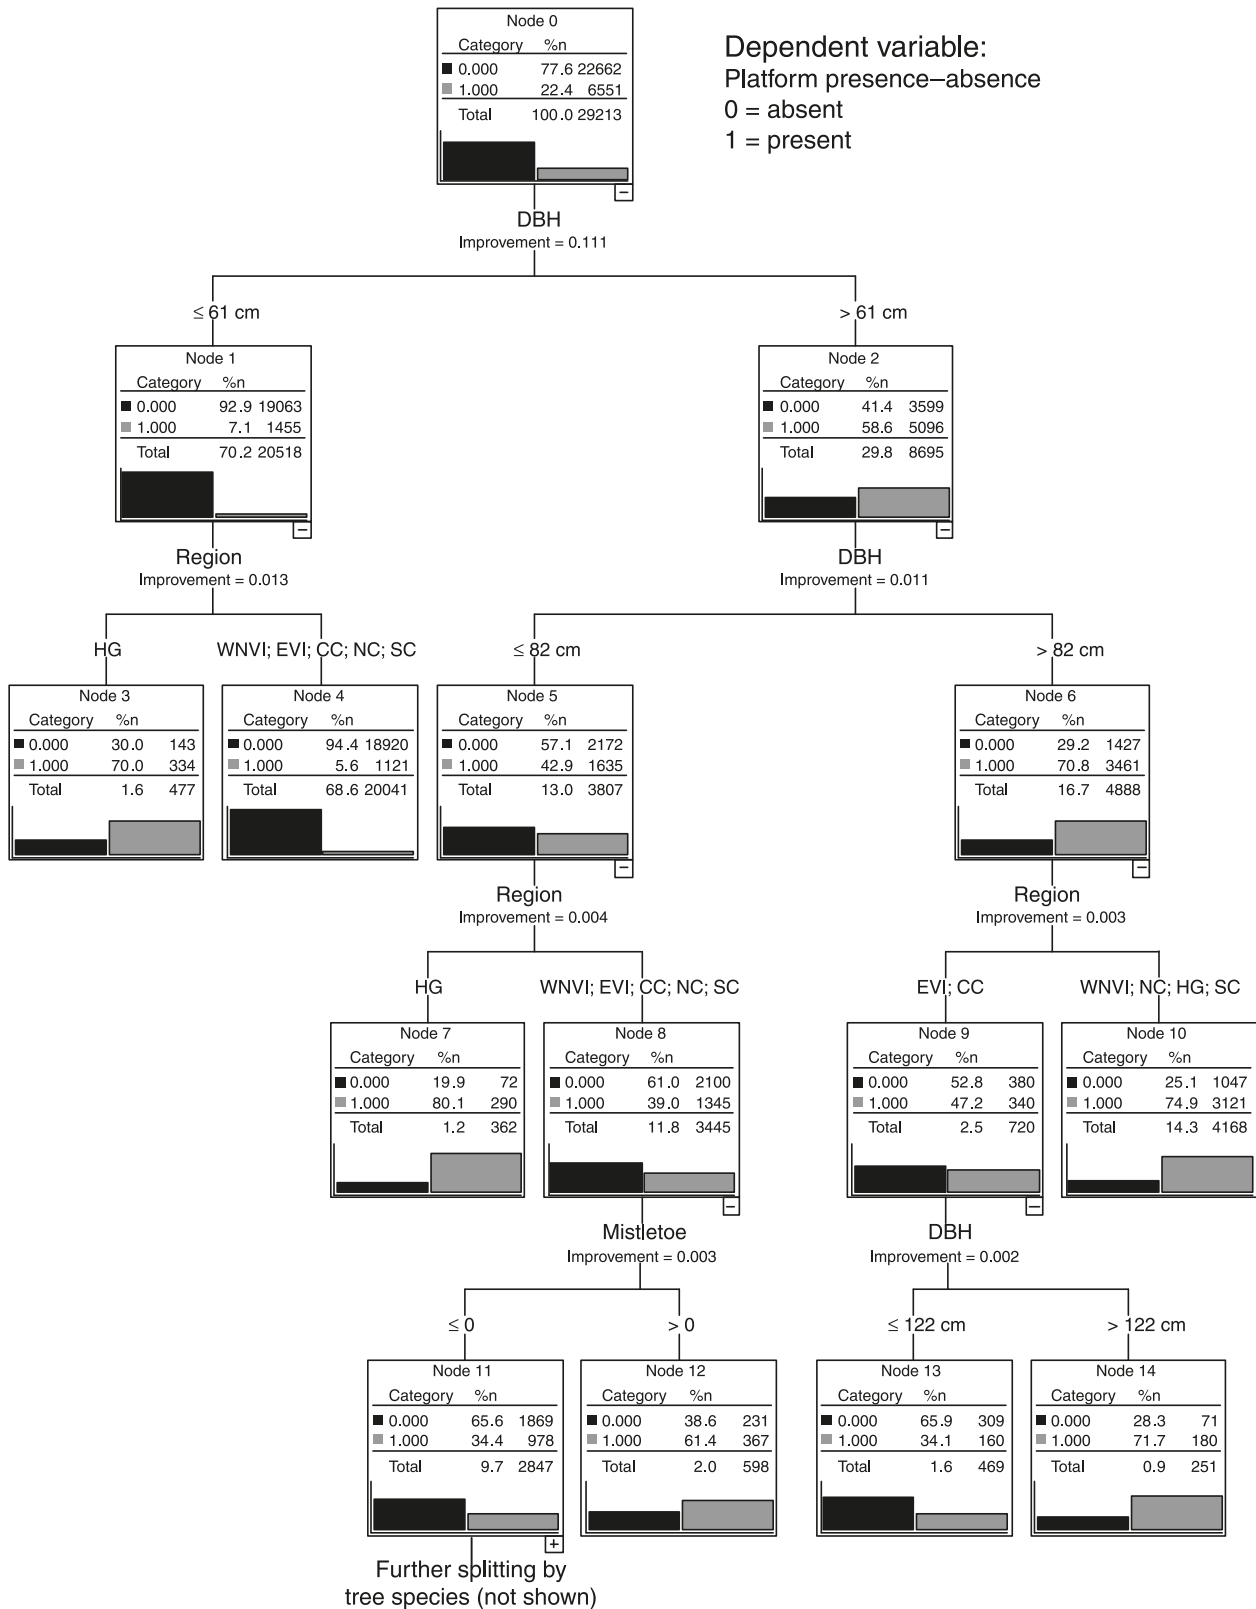 Node 0
Category %n
0.000 77.6 22662
1.000 22.4 6551
Total 100.0 29213
Dependent variable:
Platform presence–absence
0 = absent
1 = present
−
DBH
Improvement = 0.111
≤ 61 cm
> 61 cm
Node 1
Category %n
0.000 92.9 19063
1.000 7.1 1455
Total 70.2 20518
−
Node 2
Category %n
0.000 41.4 3599
1.000 58.6 5096
Total 29.8 8695
−
Region
Improvement = 0.013
DBH
Improvement = 0.011
HG
WNVI; EVI; CC; NC; SC
≤ 82 cm
> 82 cm
Node 3
Category %n
0.000 30.0 143
1.000 70.0 334
Total 1.6 477
Node 4
Category %n
0.000 94.4 18920
1.000 5.6 1121
Total 68.6 20041
Node 5
Category %n
0.000 57.1 2172
1.000 42.9 1635
Total 13.0 3807
−
Node 6
Category %n
0.000 29.2 1427
1.000 70.8 3461
Total 16.7 4888
−
Region
Improvement = 0.004
Region
Improvement = 0.003
HG
WNVI; EVI; CC; NC; SC
EVI; CC
WNVI; NC; HG; SC
Node 7
Category %n
0.000 19.9 72
1.000 80.1 290
Total 1.2 362
Node 8
Category %n
0.000 61.0 2100
1.000 39.0 1345
Total 11.8 3445
−
Node 9
Category %n
0.000 52.8 380
1.000 47.2 340
Total 2.5 720
−
Node 10
Category %n
0.000 25.1 1047
1.000 74.9 3121
Total 14.3 4168
Mistletoe
Improvement = 0.003
DBH
Improvement = 0.002
≤ 0
> 0
≤ 122 cm
> 122 cm
Node 11
Category %n
0.000 65.6 1869
1.000 34.4 978
Total 9.7 2847
+
Node 12
Category %n
0.000 38.6 231
1.000 61.4 367
Total 2.0 598
Node 13
Category %n
0.000 65.9 309
1.000 34.1 160
Total 1.6 469
Node 14
Category %n
0.000 28.3 71
1.000 71.7 180
Total 0.9 251
Further splitting by
tree species (not shown)